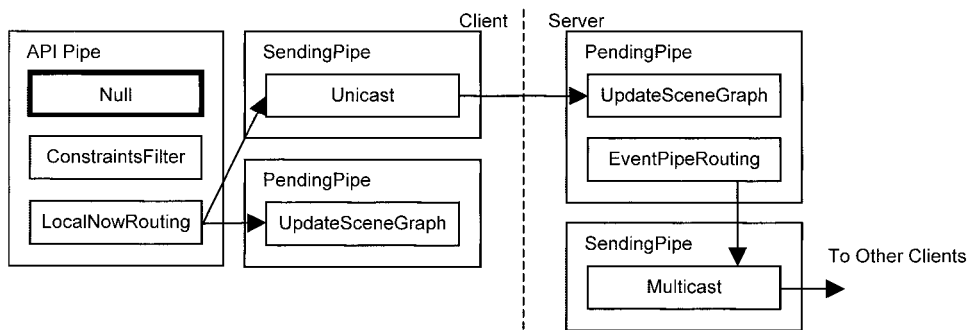 Client
Server
API Pipe
Null
ConstraintsFilter
LocalNowRouting
SendingPipe
Unicast
PendingPipe
UpdateSceneGraph
PendingPipe
UpdateSceneGraph
EventPipeRouting
SendingPipe
Multicast
To Other Clients